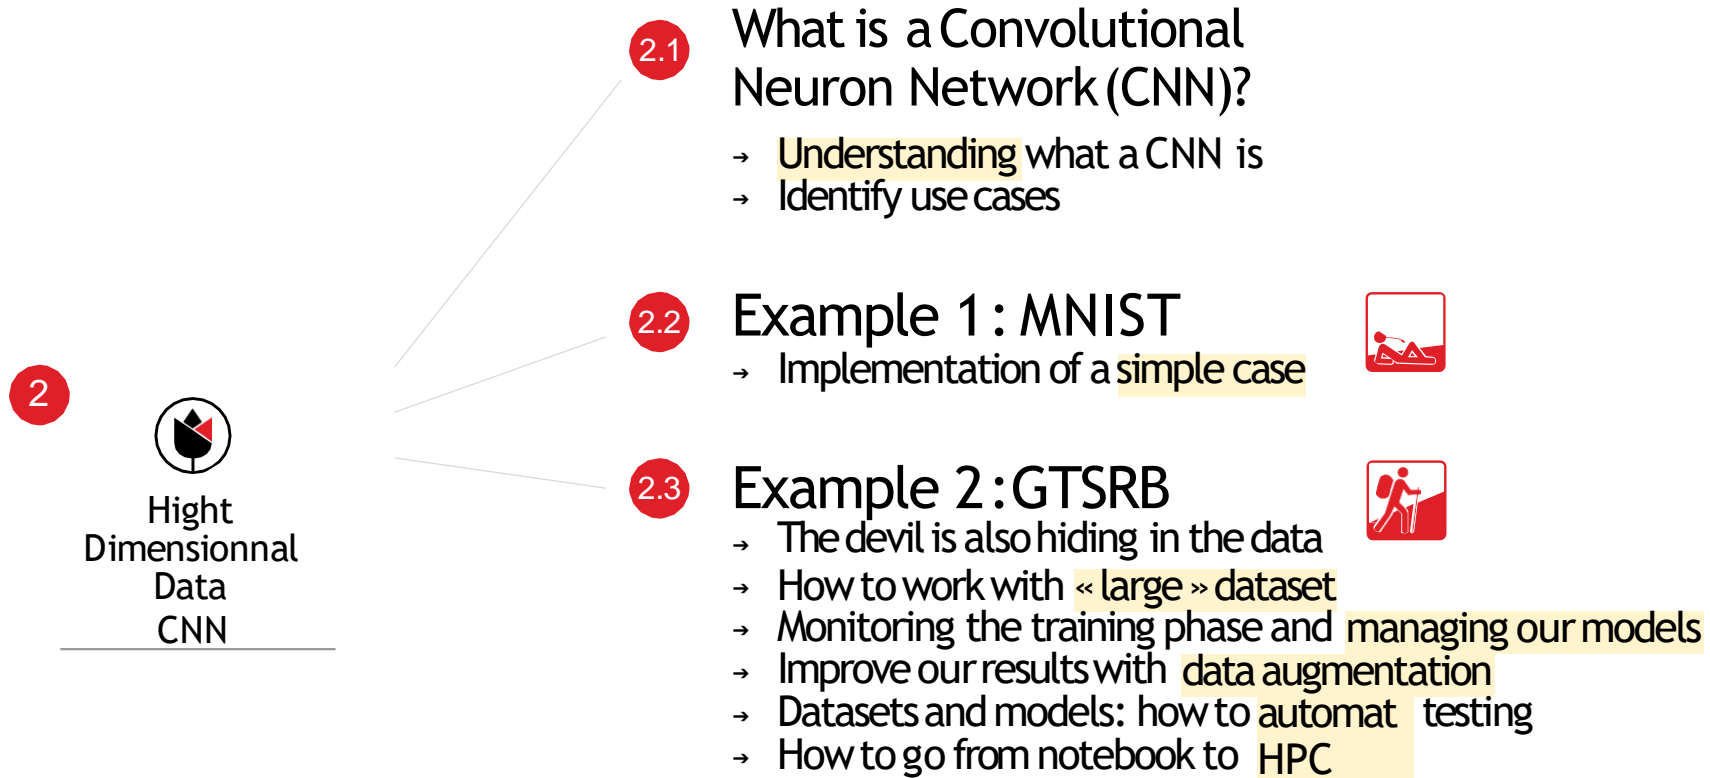 2
Hight
Dimensionnal
Data
CNN
2.1
What is a Convolutional
Neuron Network (CNN)?
➔ Understanding what a CNN is
➔ Identify use cases
2.2
Example 1 : MNIST
➔ Implementation of a simple case
2.3
Example 2 : GTSRB
➔ The devil is also hiding in the data
➔ How to work with « large » dataset
➔ Monitoring the training phase and managing our models
➔ Improve our results with data augmentation
➔ Datasets and models: how to automat testing
➔ How to go from notebook to HPC